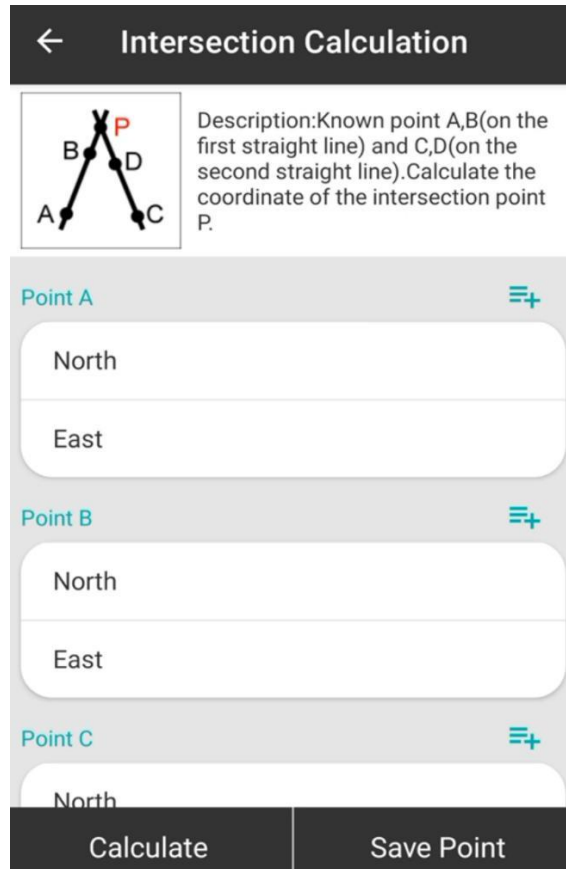 Intersection Calculation
P
B
D
A
C
Description:Known point A,B(on the
first straight line) and C,D(on the
second straight line).Calculate the
coordinate of the intersection point
P.
Point A
North
East
Point B
North
East
Point C
North
Calculate
Save Point